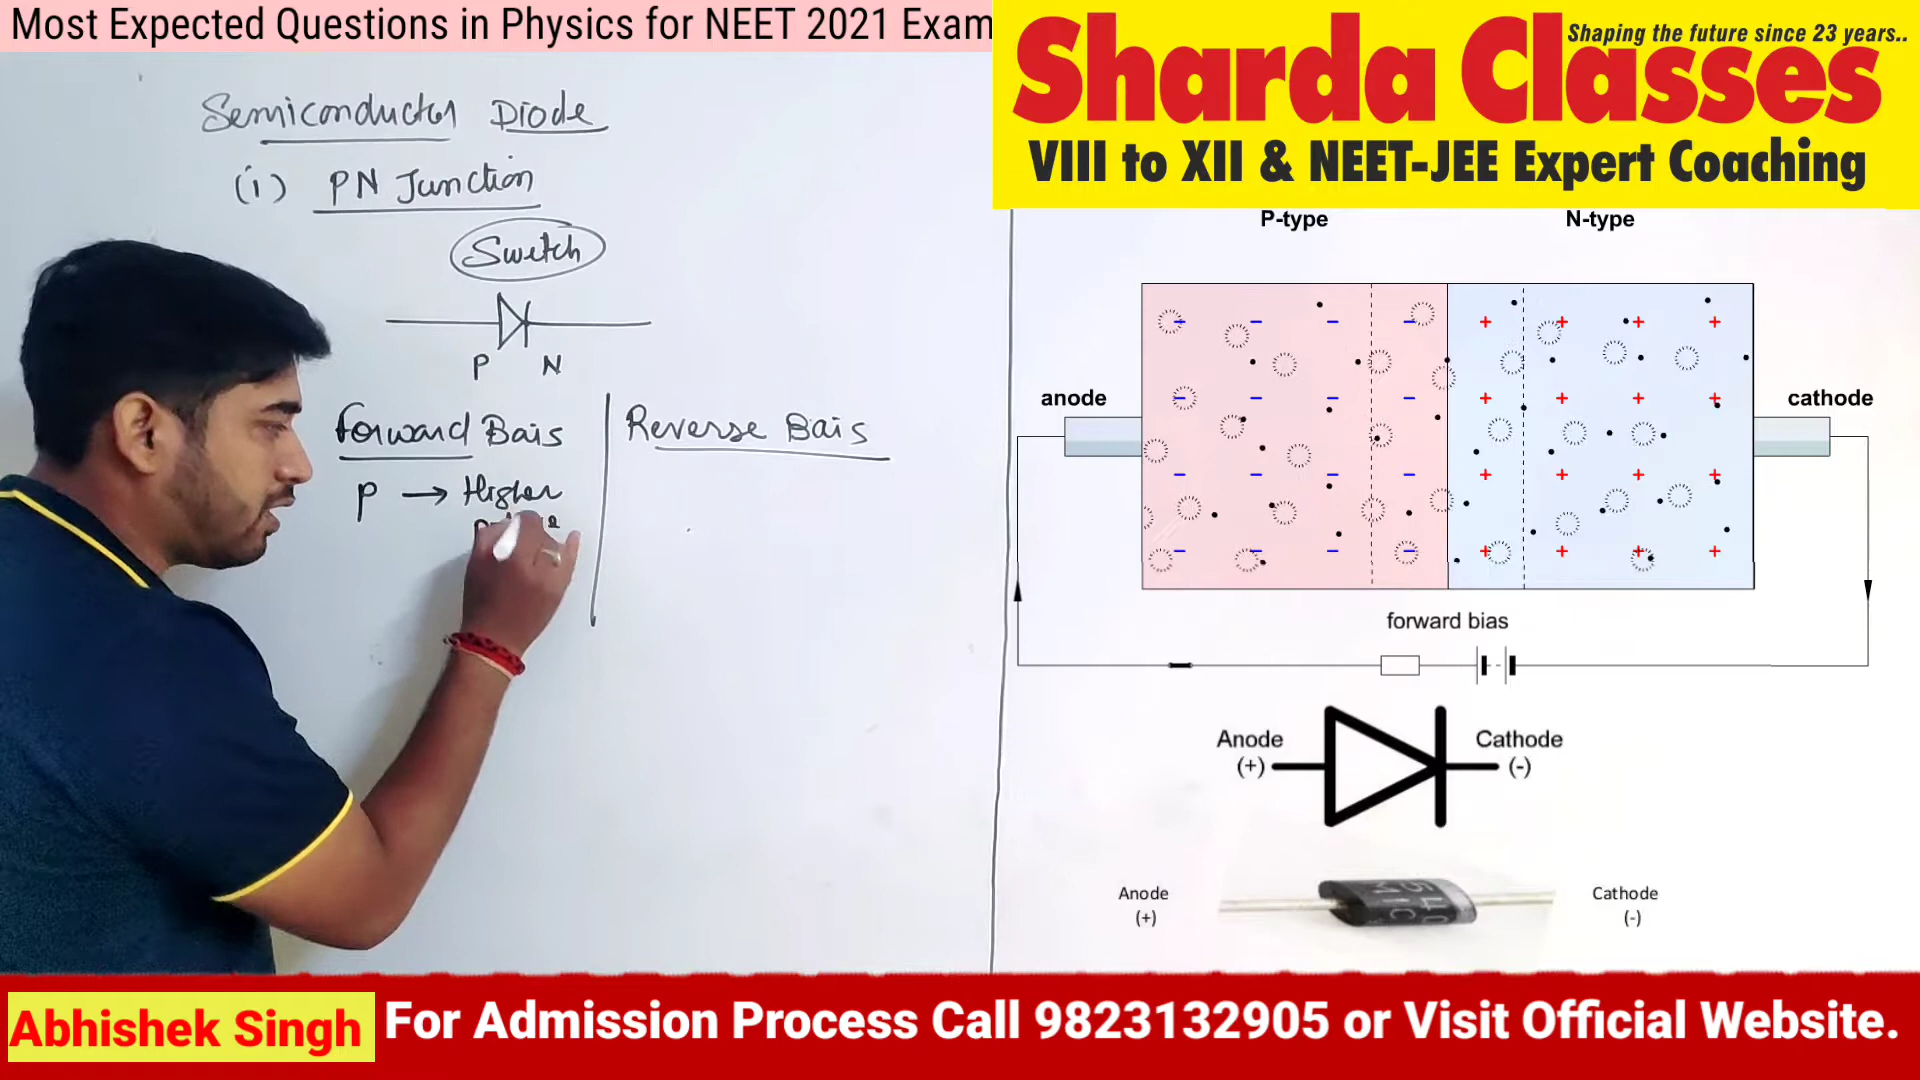 Most Expected Questions in Physics for NEET 2021 Exam
Shaping the future since 23 years..
Sharda Classes
VIII to XII & NEET-JEE Expert Coaching
Semiconductor Diode
(i) PN Junction
Switch
P N
Forward Bais
Reverse Bais
P → Higher
P-type N-type
anode cathode
forward bias
Anode Cathode
(+) (-)
Anode Cathode
(+) (-)
Abhishek Singh
For Admission Process Call 9823132905 or Visit Official Website.